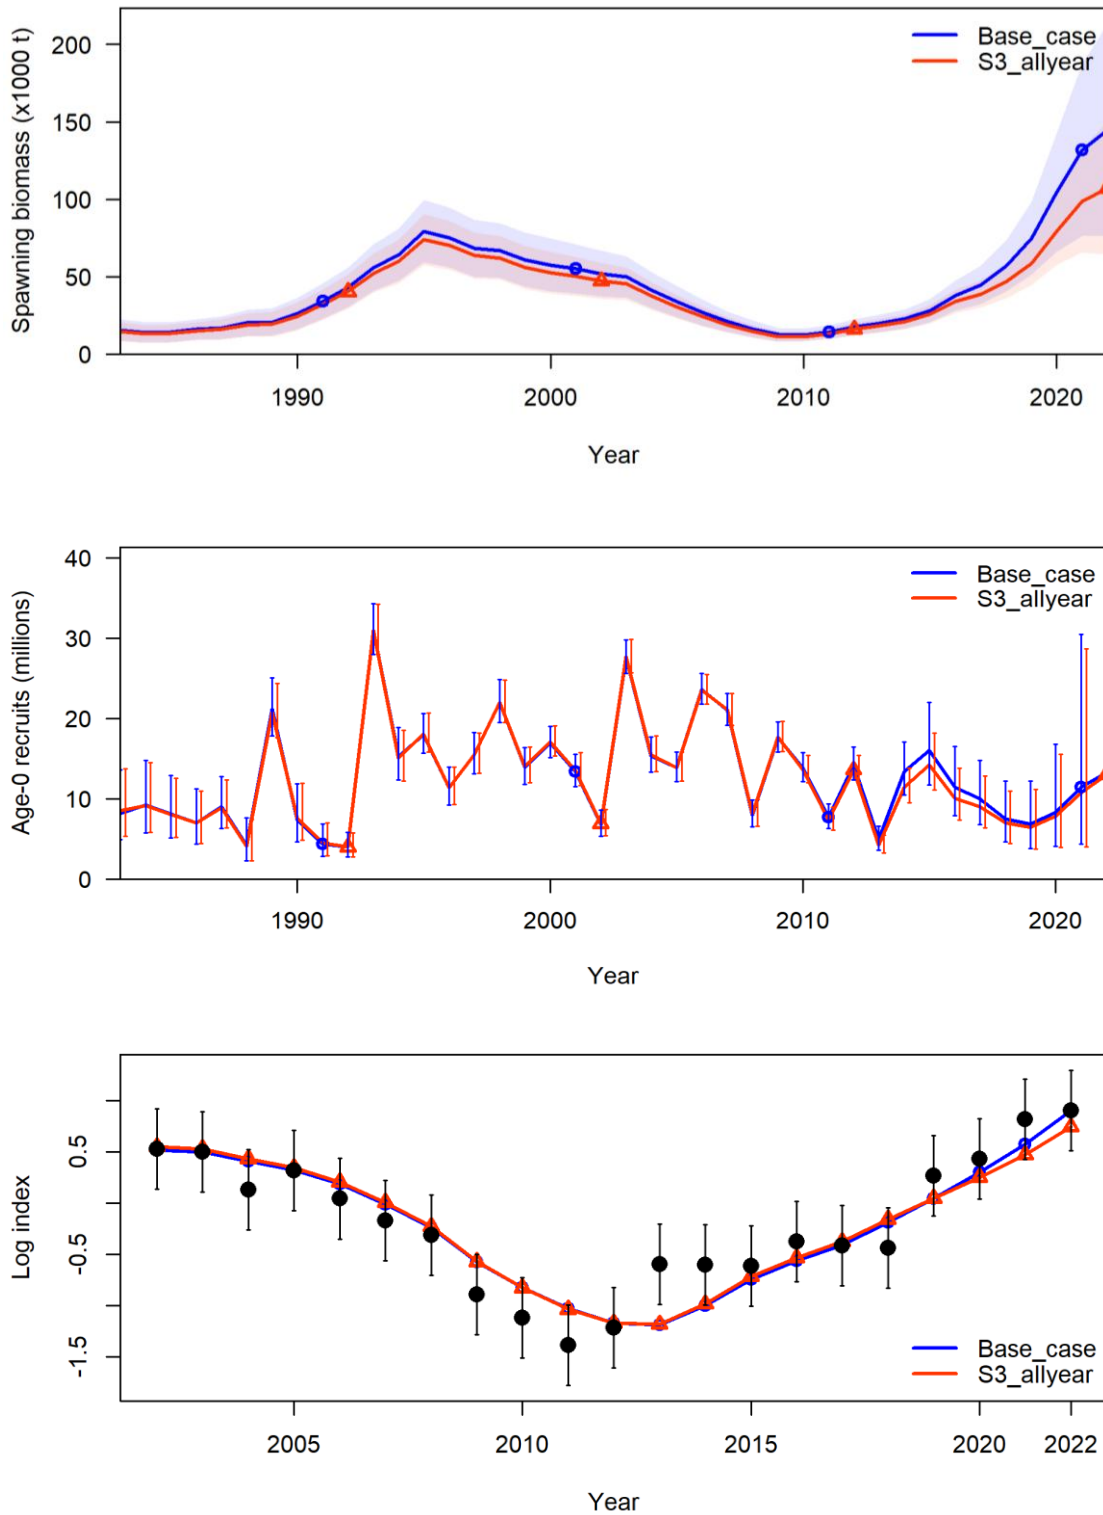 Spawning biomass (x1000 t)
200
150
100
50
0
Base_case
S3_allyear
1990 2000 2010 2020
Year
Age-0 recruits (millions)
40
30
20
10
0
Base_case
S3_allyear
1990 2000 2010 2020
Year
Log index
0.5
-0.5
-1.5
Base_case
S3_allyear
2005 2010 2015 2020 2022
Year